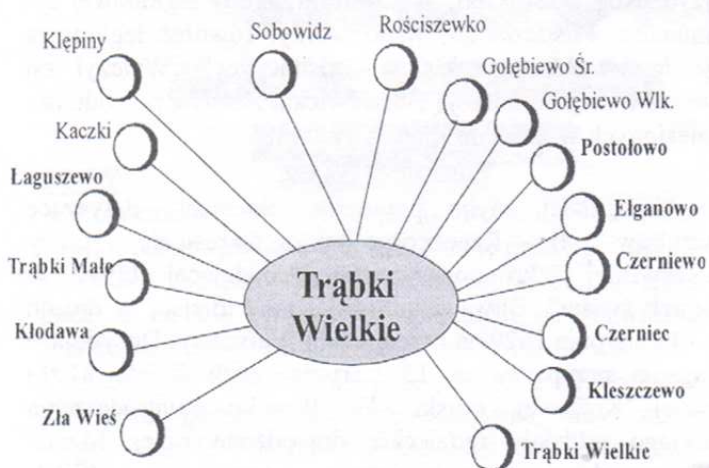 Klępiny
Sobowidz
Rościszewko
Gołębiewo Śr.
Gołębiewo Wlk.
Kaczki
Postołowo
Łaguszewo
Ełganowo
Trąbki Małe
Czerniewo
Trąbki
Wielkie
Kłodawa
Czerniec
Kleszczewo
Zła Wieś
Trąbki Wielkie